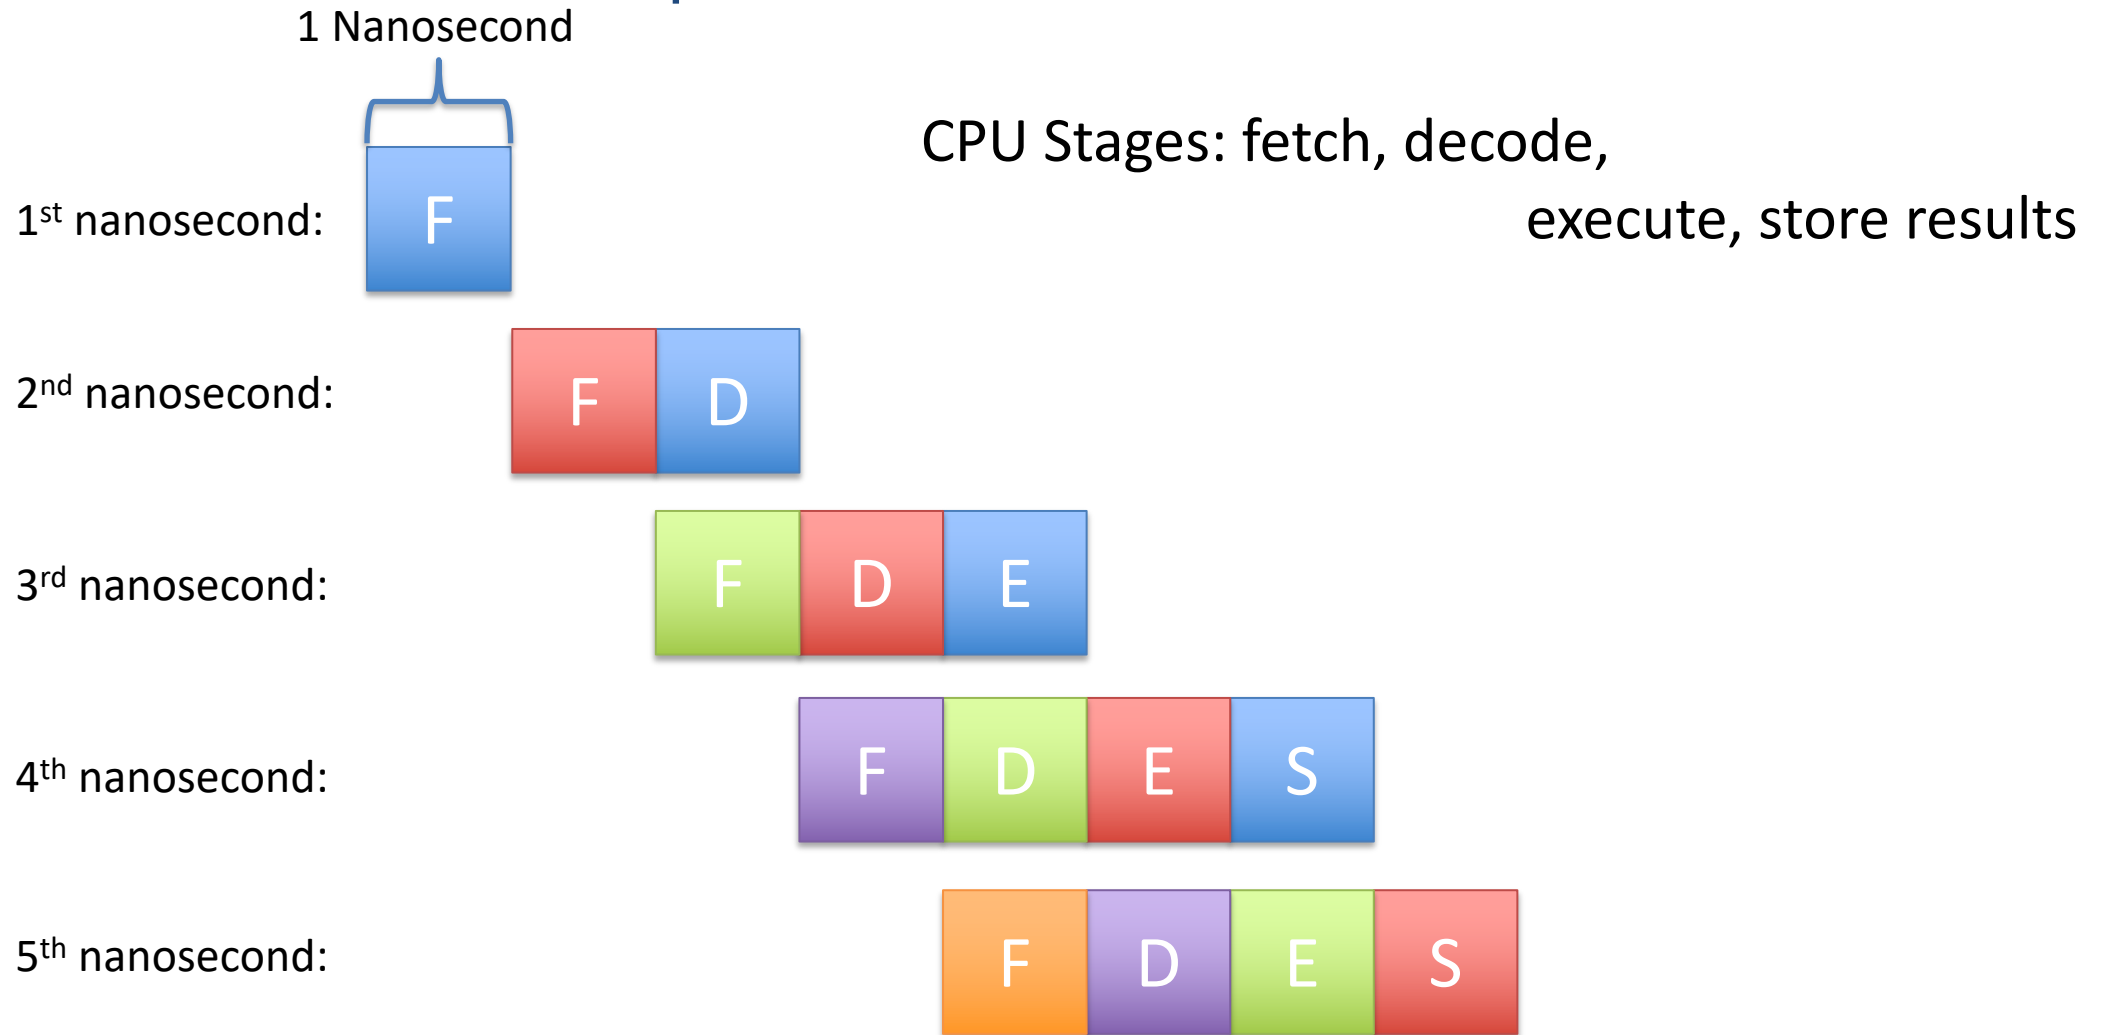 1 Nanosecond
CPU Stages: fetch, decode,
execute, store results
1st nanosecond:
F
2nd nanosecond:
F D
3rd nanosecond:
F D E
4th nanosecond:
F D E S
5th nanosecond:
F D E S